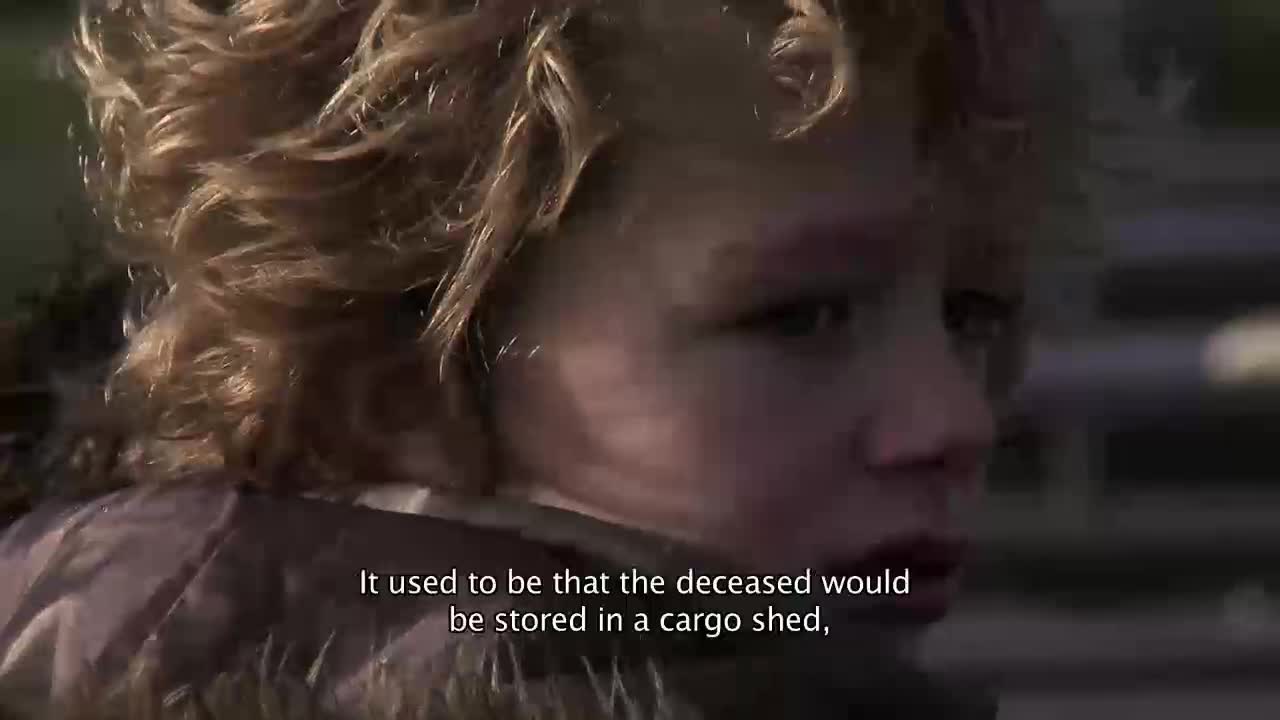 It used to be that the deceased would
be stored in a cargo shed,